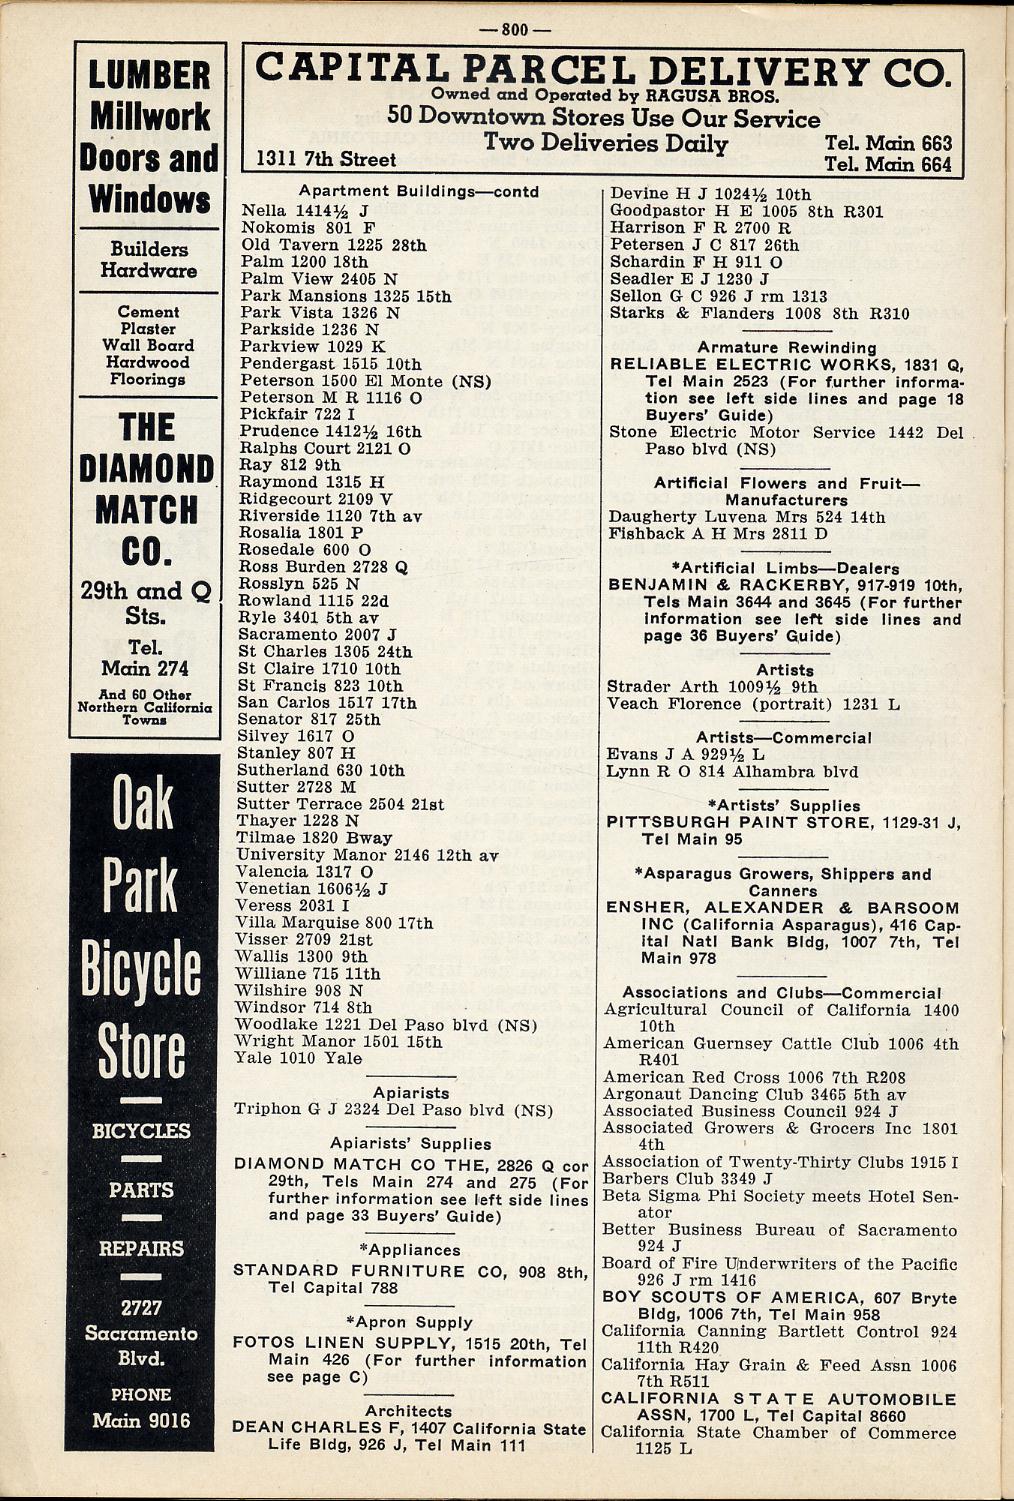 — 800 —
LUMBER
Millwork
Doors and
Windows
Builders
Hardware
Cement
Plaster
Wall Board
Hardwood
Floorings
THE
DIAMOND
MATCH
CO.
29th and Q
Sts.
Tel.
Main 274
And 60 Other
Northern California
Towns
Oak
Park
Bicycle
Store
BICYCLES
PARTS
REPAIRS
2727
Sacramento
Blvd.
PHONE
Main 9016
CAPITAL PARCEL DELIVERY CO.
Owned and Operated by RAGUSA BROS.
50 Downtown Stores Use Our Service
Two Deliveries Daily
1311 7th Street
Tel. Main 663
Tel. Main 664
Apartment Buildings—contd
Nella 1414½ J
Nokomis 801 F
Old Tavern 1225 28th
Palm 1200 18th
Palm View 2405 N
Park Mansions 1325 15th
Park Vista 1326 N
Parkside 1236 N
Parkview 1029 K
Pendergast 1515 10th
Peterson 1500 El Monte (NS)
Peterson M R 1116 O
Pickfair 722 I
Prudence 1412½ 16th
Ralphs Court 2121 O
Ray 812 9th
Raymond 1315 H
Ridgecourt 2109 V
Riverside 1120 7th av
Rosalia 1801 P
Rosedale 600 O
Ross Burden 2728 Q
Rosslyn 525 N
Rowland 1115 22d
Ryle 3401 5th av
Sacramento 2007 J
St Charles 1305 24th
St Claire 1710 10th
St Francis 823 10th
San Carlos 1517 17th
Senator 817 25th
Silvey 1617 O
Stanley 807 H
Sutherland 630 10th
Sutter 2728 M
Sutter Terrace 2504 21st
Thayer 1228 N
Tilmae 1820 Bway
University Manor 2146 12th av
Valencia 1317 O
Venetian 1606½ J
Veress 2031 I
Villa Marquise 800 17th
Visser 2709 21st
Wallis 1300 9th
Williane 715 11th
Wilshire 908 N
Windsor 714 8th
Woodlake 1221 Del Paso blvd (NS)
Wright Manor 1501 15th
Yale 1010 Yale
Apiarists
Triphon G J 2324 Del Paso blvd (NS)
Apiarists' Supplies
DIAMOND MATCH CO THE, 2826 Q cor
29th, Tels Main 274 and 275 (For
further information see left side lines
and page 33 Buyers' Guide)
*Appliances
STANDARD FURNITURE CO, 908 8th,
Tel Capital 788
*Apron Supply
FOTOS LINEN SUPPLY, 1515 20th, Tel
Main 426 (For further information
see page C)
Architects
DEAN CHARLES F, 1407 California State
Life Bldg, 926 J, Tel Main 111
Devine H J 1024½ 10th
Goodpastor H E 1005 8th R301
Harrison F R 2700 R
Petersen J C 817 26th
Schardin F H 911 O
Seadler E J 1230 J
Sellon G C 926 J rm 1313
Starks & Flanders 1008 8th R310
Armature Rewinding
RELIABLE ELECTRIC WORKS, 1831 Q,
Tel Main 2523 (For further informa-
tion see left side lines and page 18
Buyers' Guide)
Stone Electric Motor Service 1442 Del
Paso blvd (NS)
Artificial Flowers and Fruit—
Manufacturers
Daugherty Luvena Mrs 524 14th
Fishback A H Mrs 2811 D
*Artificial Limbs—Dealers
BENJAMIN & RACKERBY, 917-919 10th,
Tels Main 3644 and 3645 (For further
information see left side lines and
page 36 Buyers' Guide)
Artists
Strader Arth 1009½ 9th
Veach Florence (portrait) 1231 L
Artists—Commercial
Evans J A 929½ L
Lynn R O 814 Alhambra blvd
*Artists' Supplies
PITTSBURGH PAINT STORE, 1129-31 J,
Tel Main 95
*Asparagus Growers, Shippers and
Canners
ENSHER, ALEXANDER & BARSOOM
INC (California Asparagus), 416 Cap-
ital Natl Bank Bldg, 1007 7th, Tel
Main 978
Associations and Clubs—Commercial
Agricultural Council of California 1400
10th
American Guernsey Cattle Club 1006 4th
R401
American Red Cross 1006 7th R208
Argonaut Dancing Club 3465 5th av
Associated Business Council 924 J
Associated Growers & Grocers Inc 1801
4th
Association of Twenty-Thirty Clubs 1915 I
Barbers Club 3349 J
Beta Sigma Phi Society meets Hotel Sen-
ator
Better Business Bureau of Sacramento
924 J
Board of Fire Underwriters of the Pacific
926 J rm 1416
BOY SCOUTS OF AMERICA, 607 Bryte
Bldg, 1006 7th, Tel Main 958
California Canning Bartlett Control 924
11th R420
California Hay Grain & Feed Assn 1006
7th R511
CALIFORNIA STATE AUTOMOBILE
ASSN, 1700 L, Tel Capital 8660
California State Chamber of Commerce
1125 L